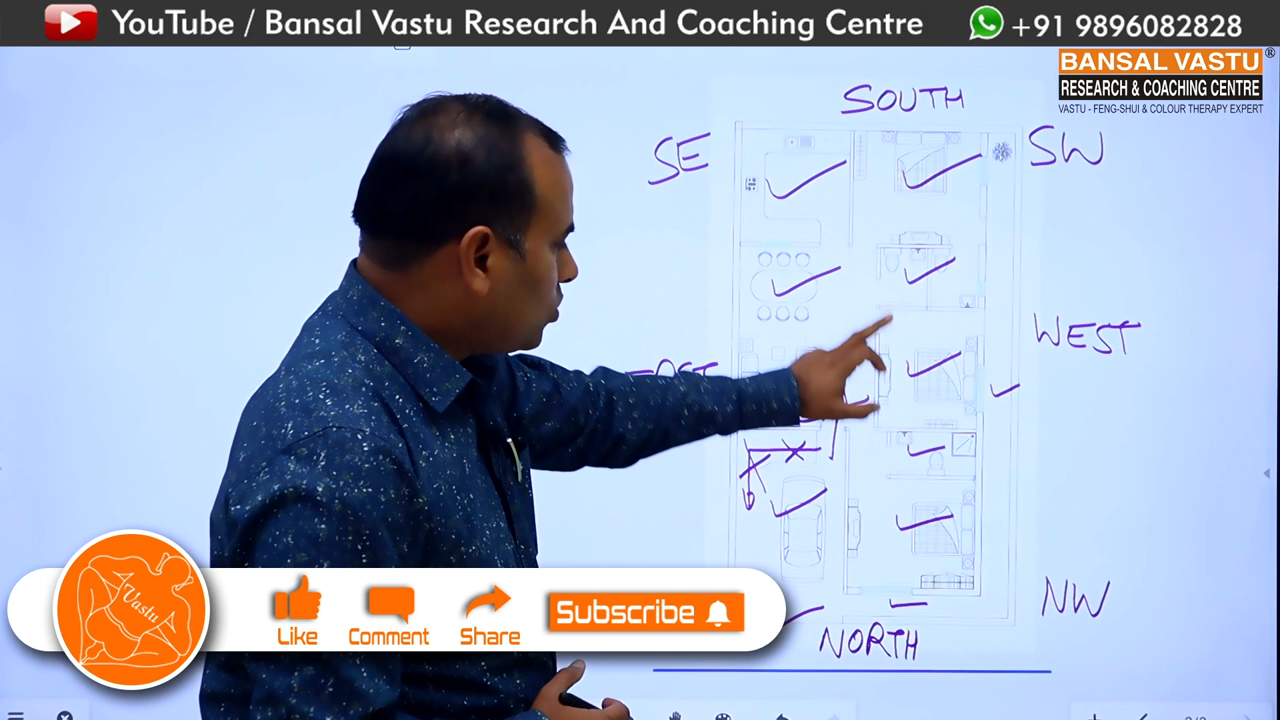 YouTube / Bansal Vastu Research And Coaching Centre
+91 9896082828
BANSAL VASTU®
RESEARCH & COACHING CENTRE
VASTU - FENG-SHUI & COLOUR THERAPY EXPERT
SOUTH
SE
SW
WEST
EAST
NW
NORTH
Vastu
Like
Comment
Share
Subscribe